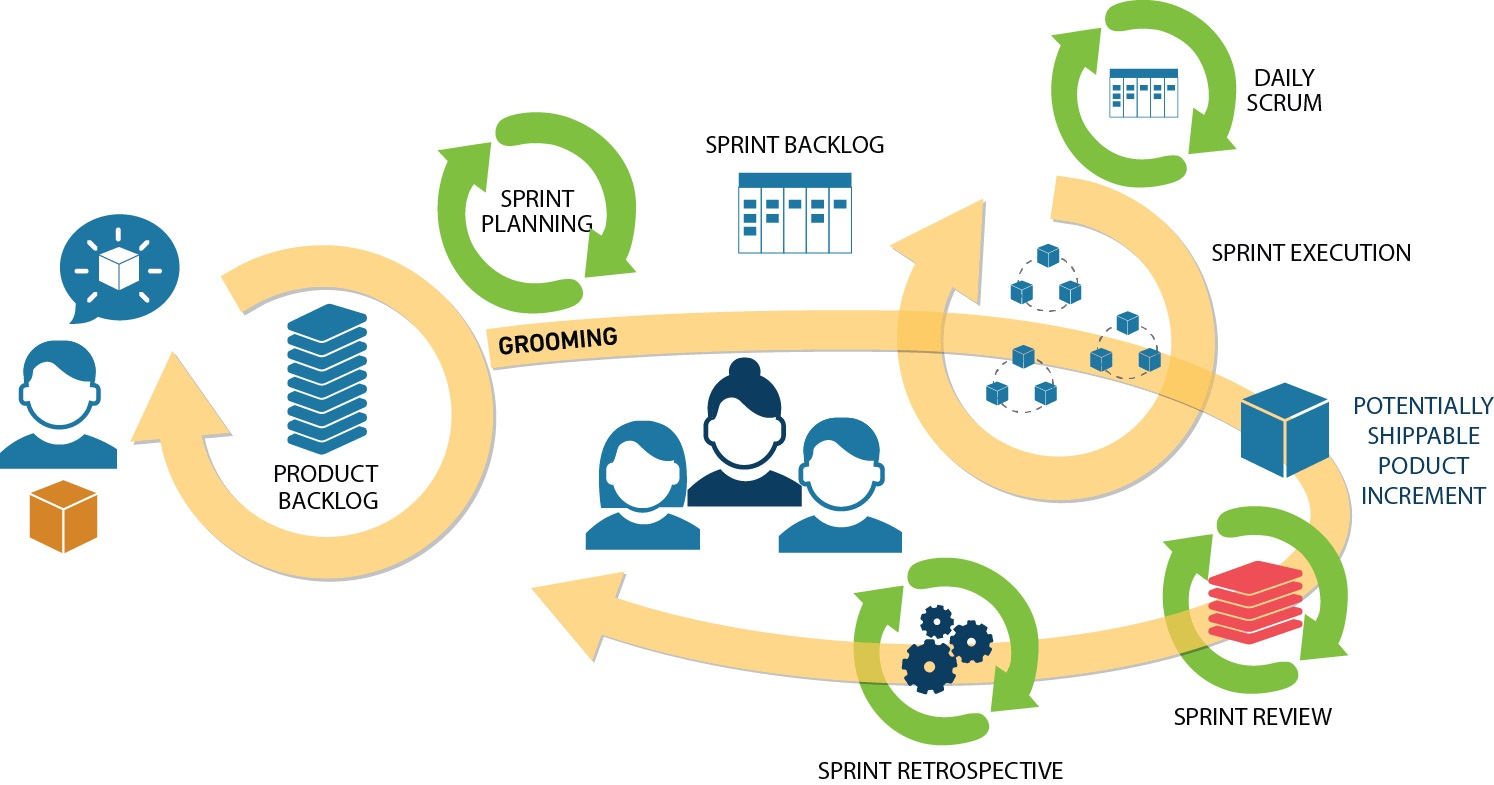 DAILY
SCRUM
SPRINT BACKLOG
SPRINT
PLANNING
SPRINT EXECUTION
GROOMING
POTENTIALLY
SHIPPABLE
PODUCT
INCREMENT
PRODUCT
BACKLOG
SPRINT REVIEW
SPRINT RETROSPECTIVE